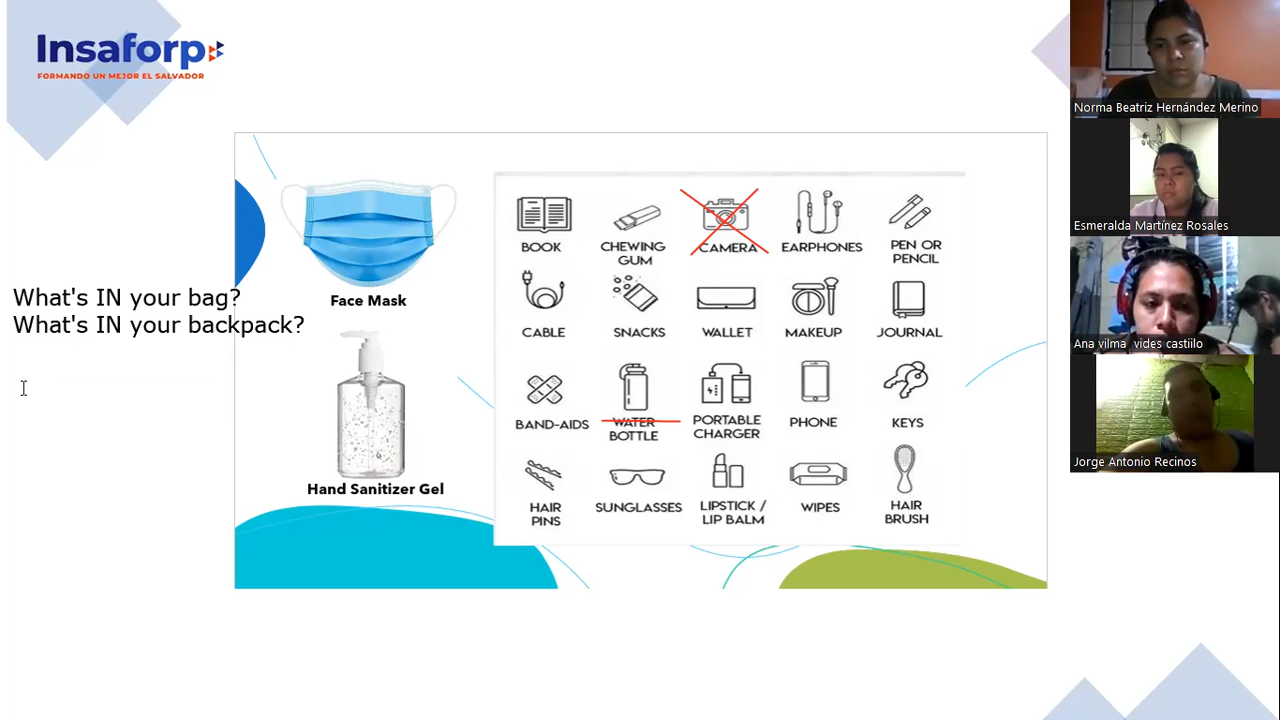 Insaforp
FORMANDO UN MEJOR EL SALVADOR
What's IN your bag?
What's IN your backpack?
Face Mask
Hand Sanitizer Gel
BOOK
CHEWING
GUM
CAMERA
EARPHONES
PEN OR
PENCIL
CABLE
SNACKS
WALLET
MAKEUP
JOURNAL
BAND-AIDS
WATER
BOTTLE
PORTABLE
CHARGER
PHONE
KEYS
HAIR
PINS
SUNGLASSES
LIPSTICK /
LIP BALM
WIPES
HAIR
BRUSH
Norma Beatriz Hernández Merino
Esmeralda Martínez Rosales
Ana vilma vides castiilo
Jorge Antonio Recinos